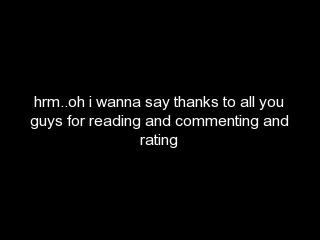 hrm..oh i wanna say thanks to all you
guys for reading and commenting and
rating